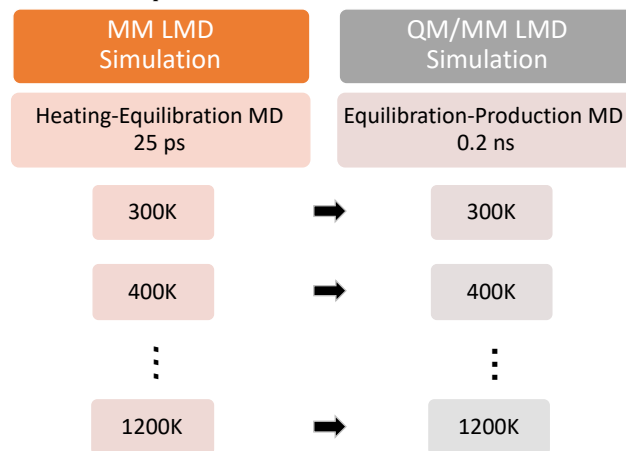 MM LMD
Simulation
QM/MM LMD
Simulation
Heating-Equilibration MD
25 ps
Equilibration-Production MD
0.2 ns
300K
300K
400K
400K
1200K
1200K